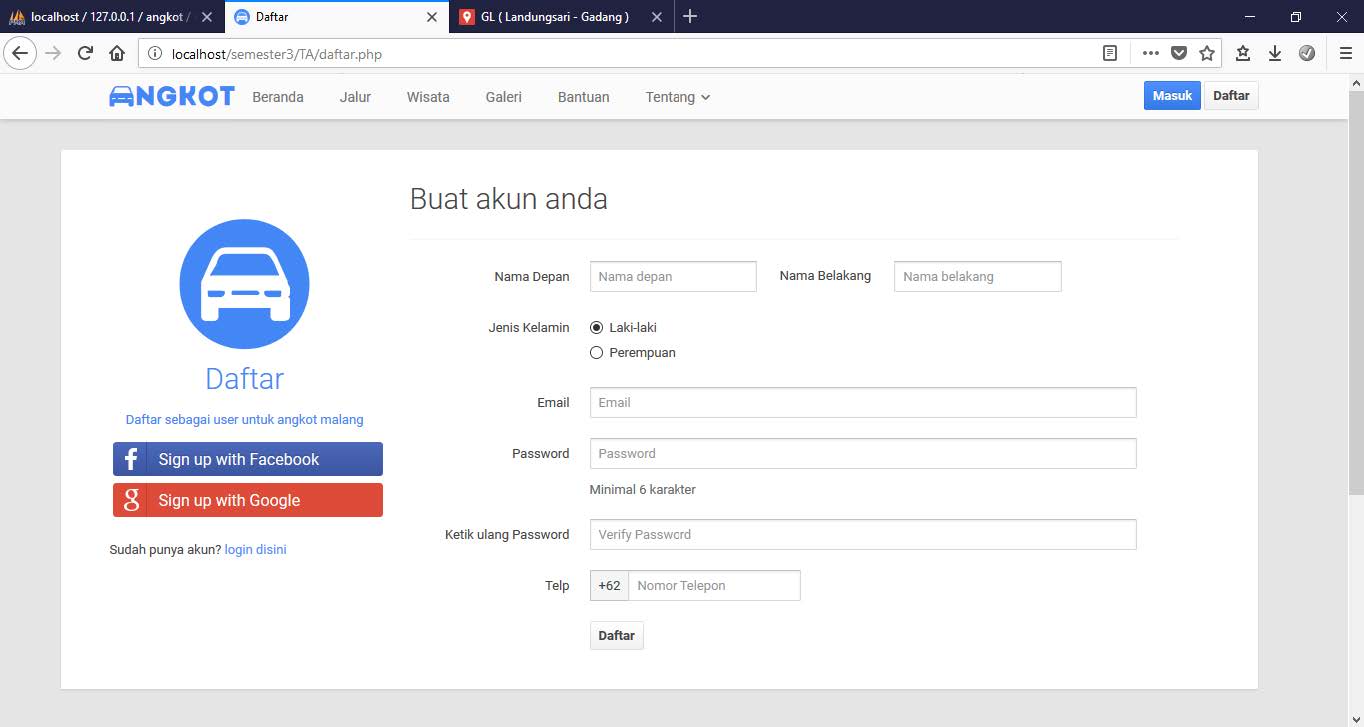 localhost / 127.0.0.1 / angkot /
Daftar
GL ( Landungsari - Gadang )
localhost/semester3/TA/daftar.php
NGKOT
Beranda
Jalur
Wisata
Galeri
Bantuan
Tentang
Masuk
Daftar
Buat akun anda
Nama Depan
Nama depan
Nama Belakang
Nama belakang
Jenis Kelamin
Laki-laki
Perempuan
Daftar
Daftar sebagai user untuk angkot malang
f Sign up with Facebook
g Sign up with Google
Sudah punya akun? login disini
Email
Email
Password
Password
Minimal 6 karakter
Ketik ulang Password
Verify Password
Telp
+62
Nomor Telepon
Daftar